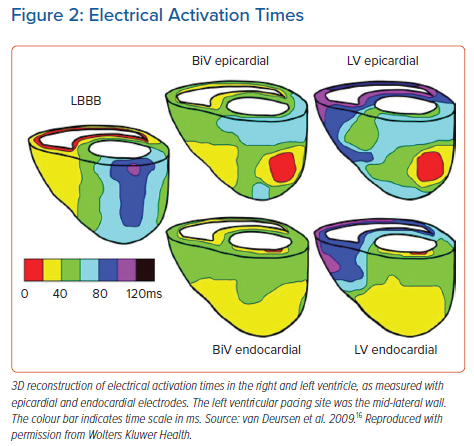 Figure 2: Electrical Activation Times
BiV epicardial
LV epicardial
LBBB
0 40 80 120ms
BiV endocardial
LV endocardial
3D reconstruction of electrical activation times in the right and left ventricle, as measured with
epicardial and endocardial electrodes. The left ventricular pacing site was the mid-lateral wall.
The colour bar indicates time scale in ms. Source: van Deursen et al. 2009.¹⁶ Reproduced with
permission from Wolters Kluwer Health.